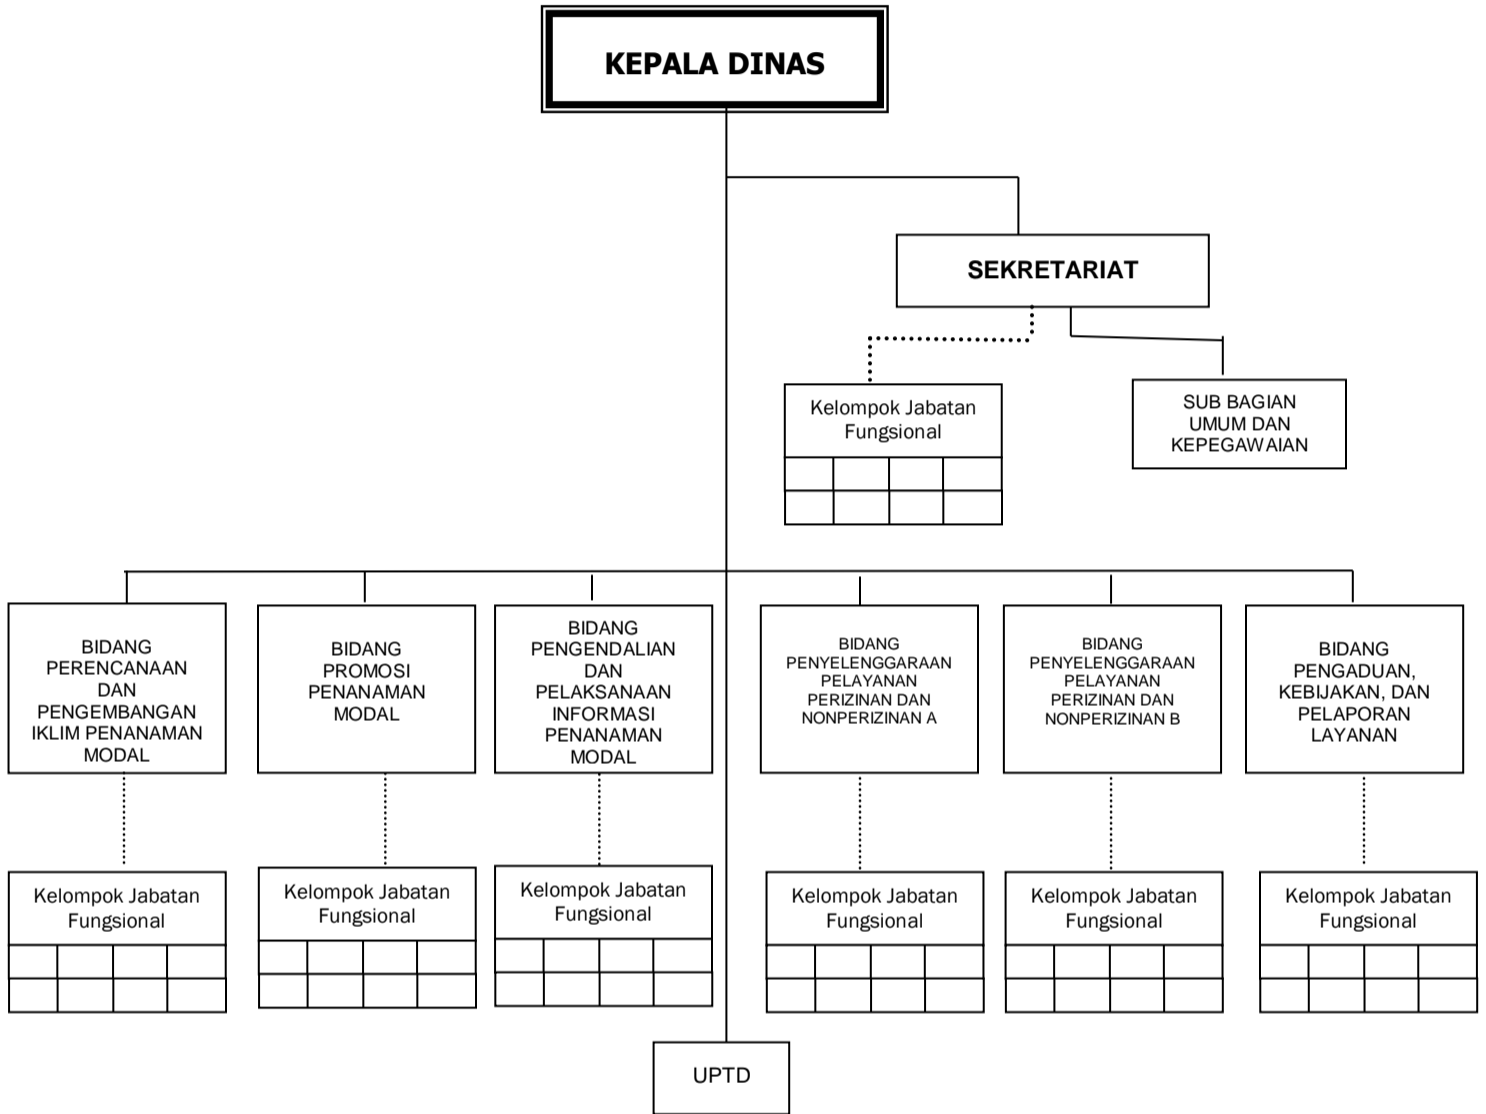 KEPALA DINAS
SEKRETARIAT
Kelompok Jabatan
Fungsional
SUB BAGIAN
UMUM DAN
KEPEGAWAIAN
BIDANG
PERENCANAAN
DAN
PENGEMBANGAN
IKLIM PENANAMAN
MODAL
BIDANG
PROMOSI
PENANAMAN
MODAL
BIDANG
PENGENDALIAN
DAN
PELAKSANAAN
INFORMASI
PENANAMAN
MODAL
BIDANG
PENYELENGGARAAN
PELAYANAN
PERIZINAN DAN
NONPERIZINAN A
BIDANG
PENYELENGGARAAN
PELAYANAN
PERIZINAN DAN
NONPERIZINAN B
BIDANG
PENGADUAN,
KEBIJAKAN, DAN
PELAPORAN
LAYANAN
Kelompok Jabatan
Fungsional
Kelompok Jabatan
Fungsional
Kelompok Jabatan
Fungsional
Kelompok Jabatan
Fungsional
Kelompok Jabatan
Fungsional
Kelompok Jabatan
Fungsional
UPTD